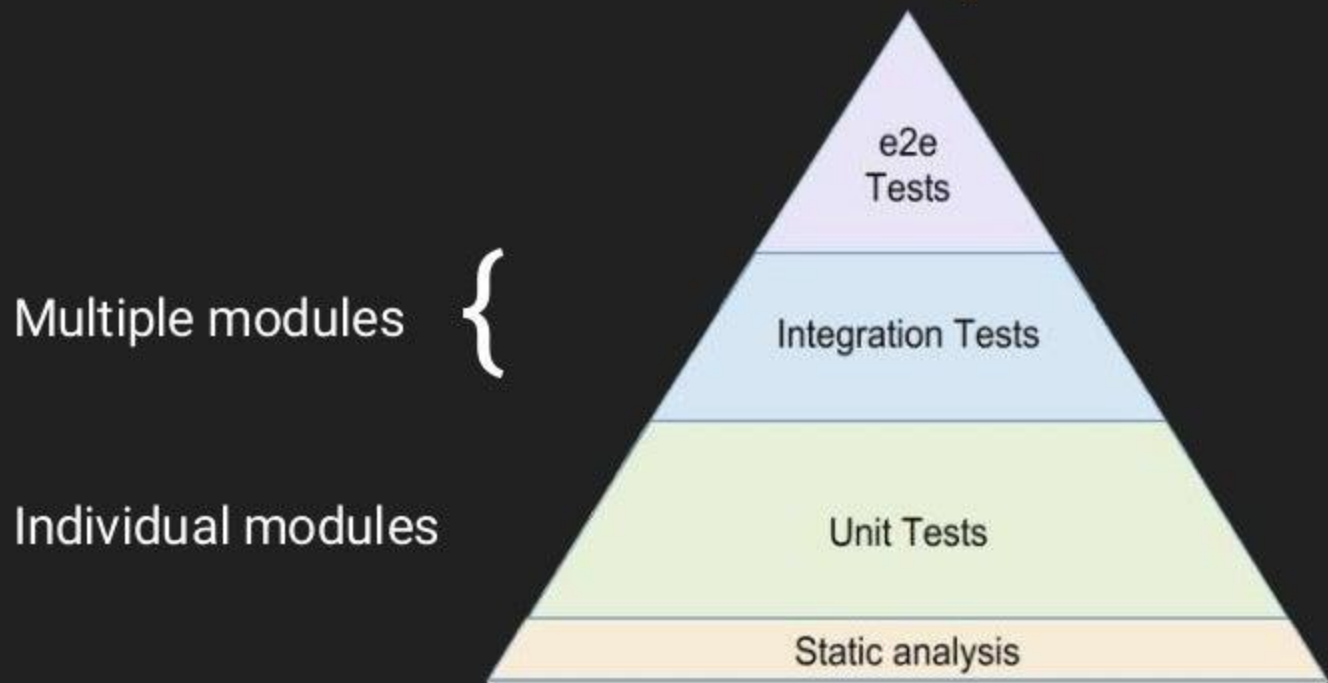 e2e
Tests
Multiple modules {
Integration Tests
Individual modules
Unit Tests
Static analysis